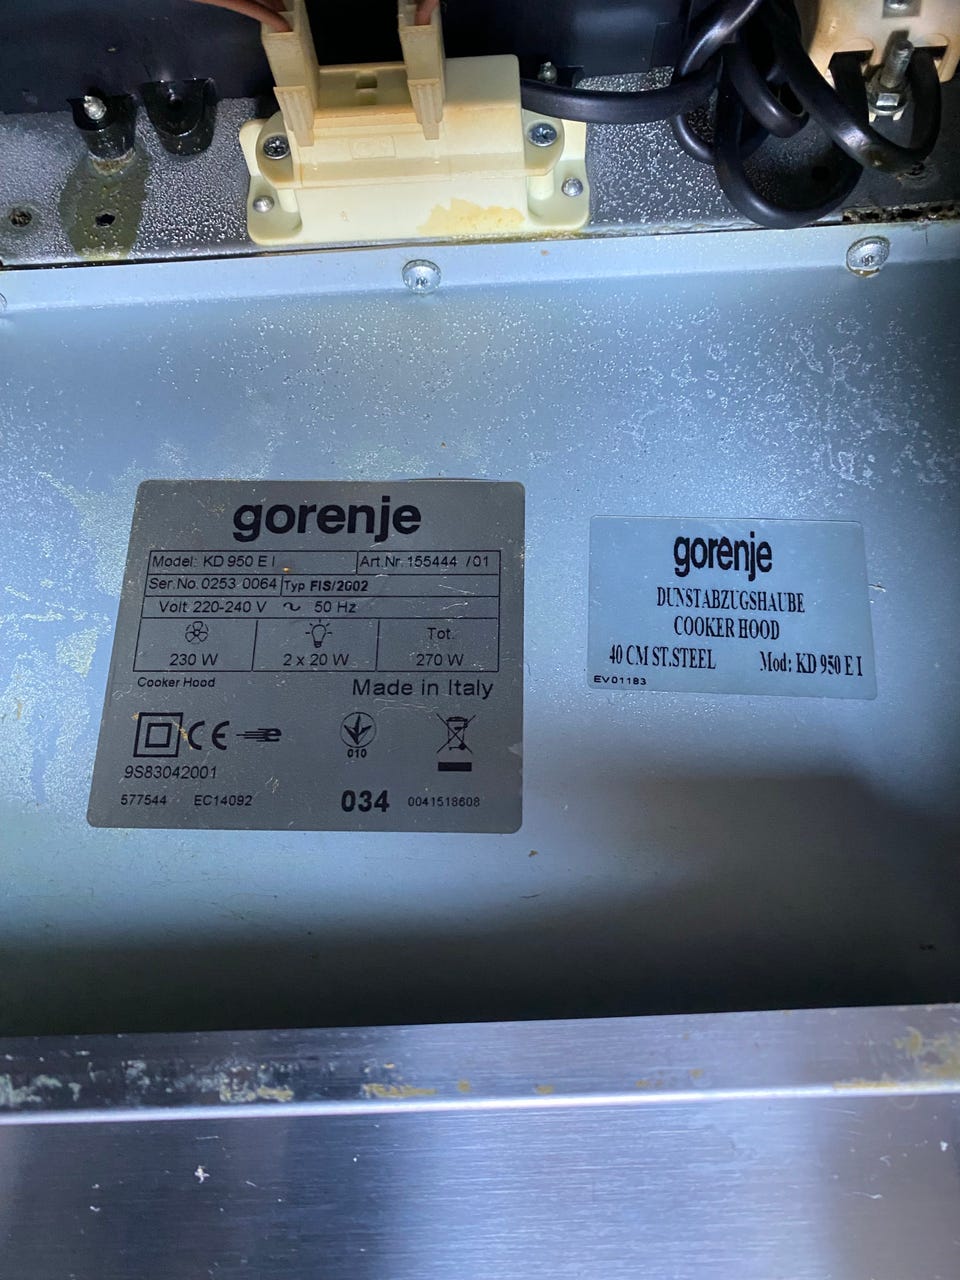 gorenje
Model: KD 950 E I Art.Nr. 155444 /01
Ser.No. 0253 0064 Typ FIS/2G02
Volt 220-240 V ~ 50 Hz
Tot.
230 W 2 x 20 W 270 W
Cooker Hood Made in Italy
CE e
010
9S83042001
577544 EC14092 034 0041518608
gorenje
DUNSTABZUGSHAUBE
COOKER HOOD
40 CM ST.STEEL Mod: KD 950 E I
EV01183